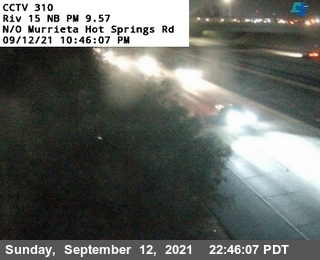 CCTV 310
Riv 15 NB PM 9.57
N/O Murrieta Hot Springs Rd
09/12/21 10:46:07 PM
Sunday, September 12, 2021 22:46:07 PDT